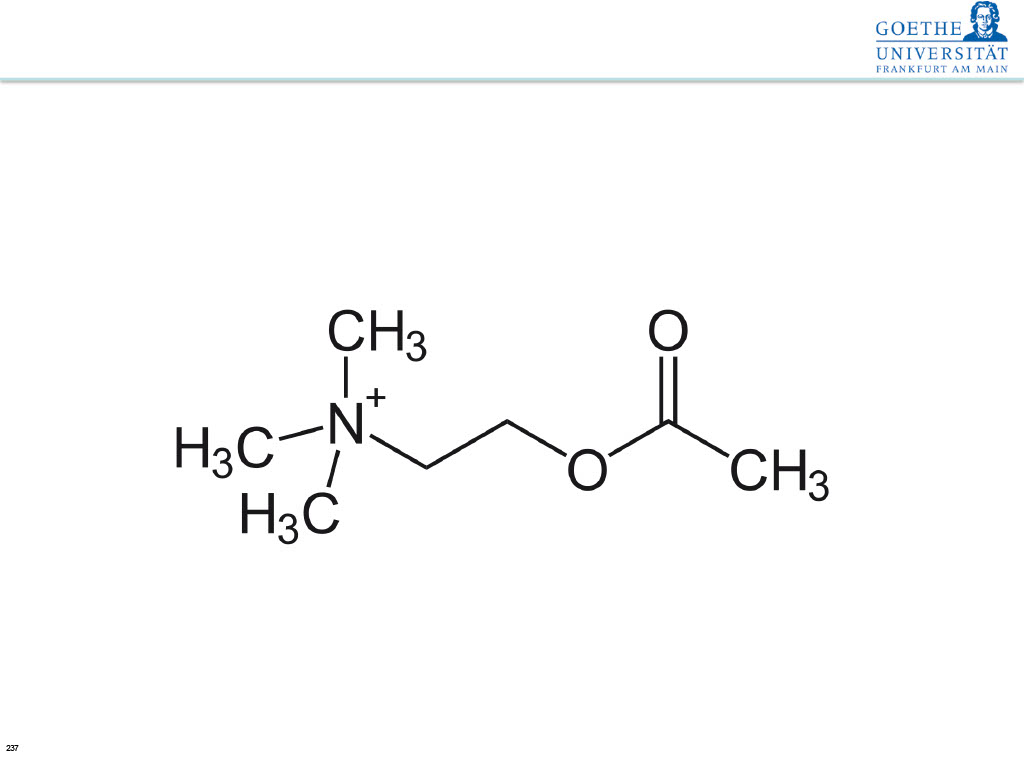 GOETHE
UNIVERSITÄT
FRANKFURT AM MAIN
CH3
O
N+
H3C
O
CH3
H3C
237